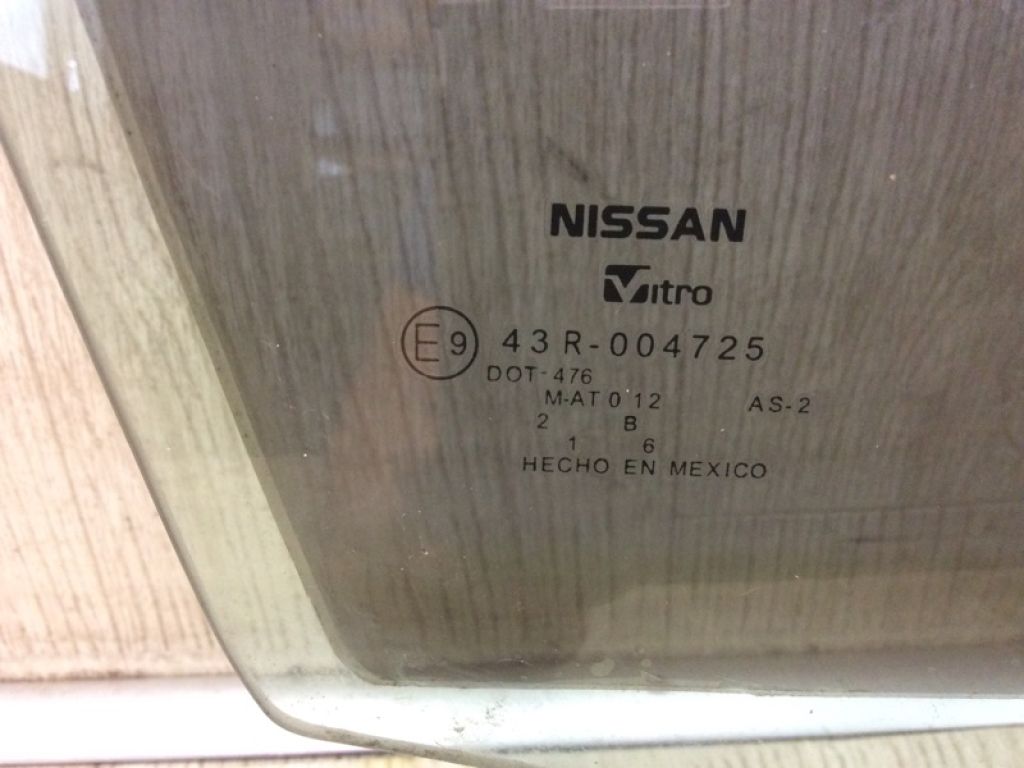 NISSAN
Vitro
E9 43R-004725
DOT-476
M-AT 0'12 AS-2
2 B
1 6
HECHO EN MEXICO